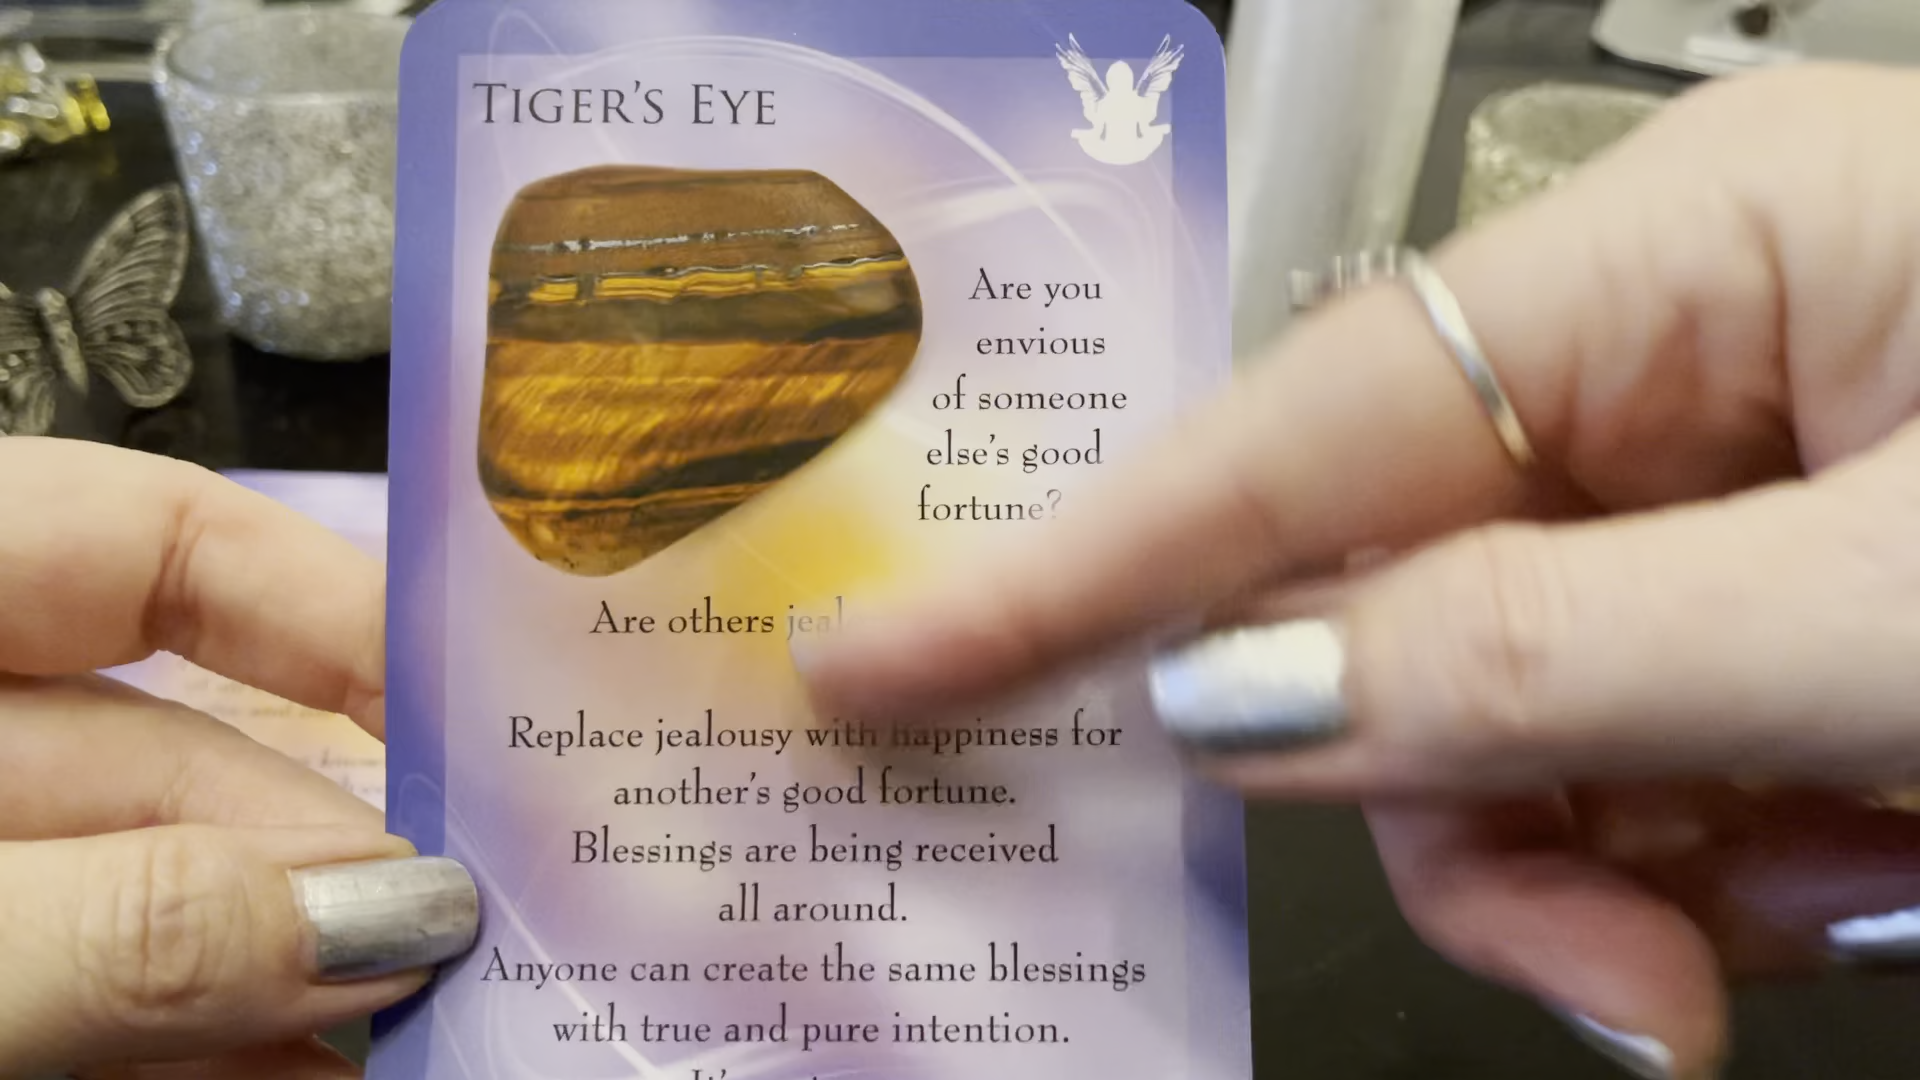 TIGER'S EYE
Are you
envious
of someone
else's good
fortune?
Are others
Replace jealousy with happiness for
another's good fortune.
Blessings are being received
all around.
Anyone can create the same blessings
with true and pure intention.